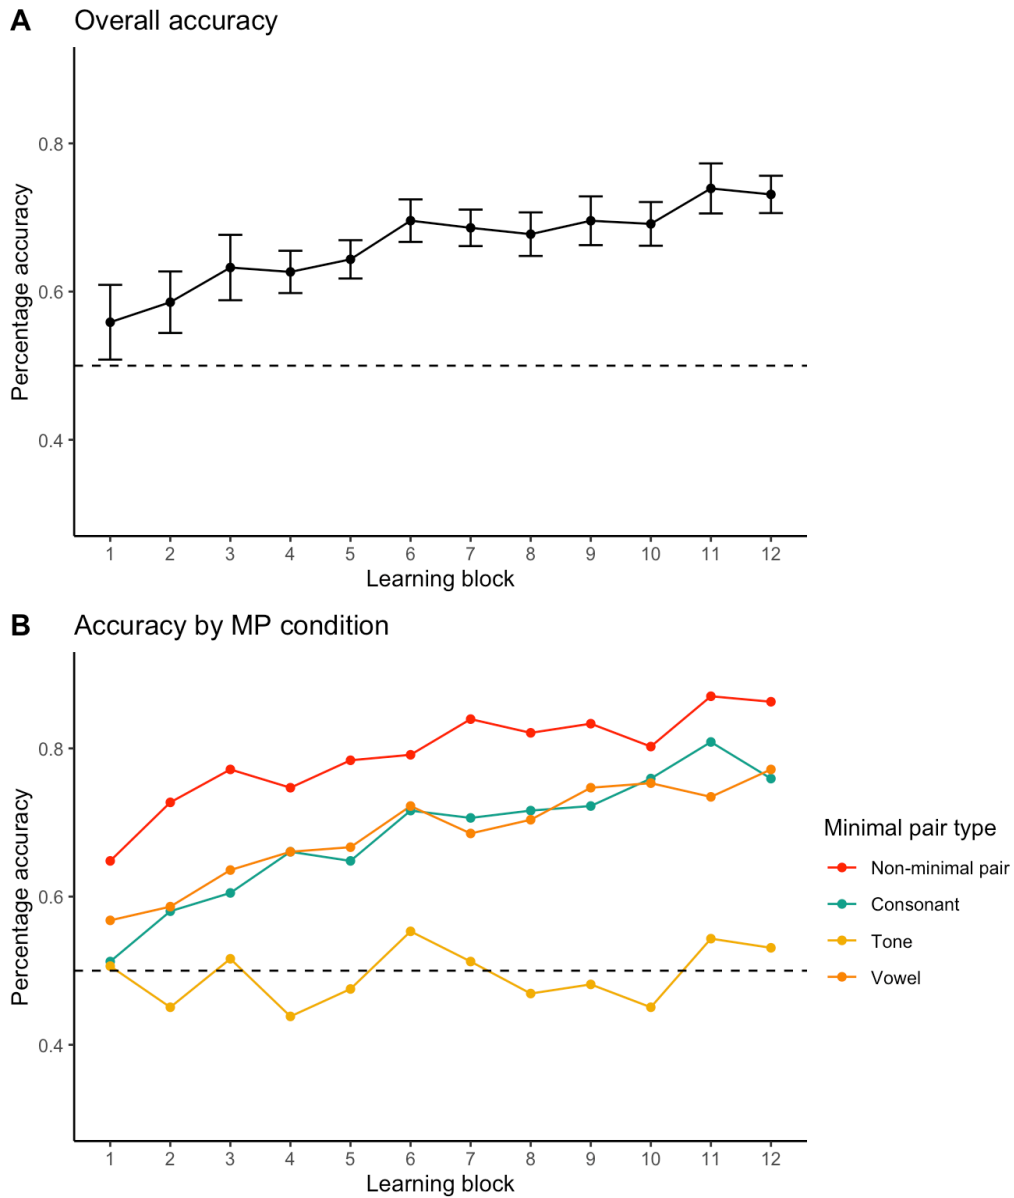 A Overall accuracy
Percentage accuracy
0.8
0.6
0.4
1 2 3 4 5 6 7 8 9 10 11 12
Learning block
B Accuracy by MP condition
Percentage accuracy
0.8
0.6
0.4
1 2 3 4 5 6 7 8 9 10 11 12
Learning block
Minimal pair type
Non-minimal pair
Consonant
Tone
Vowel